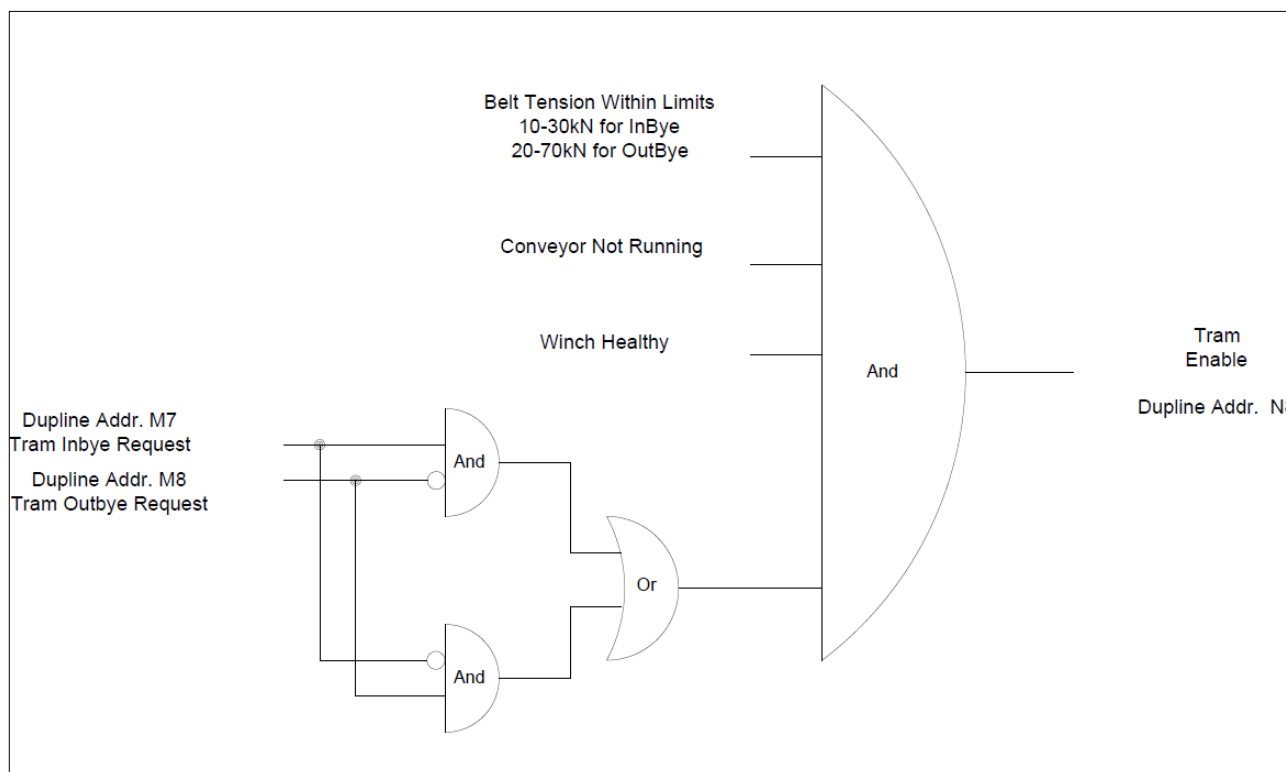 Belt Tension Within Limits
10-30kN for InBye
20-70kN for OutBye
Conveyor Not Running
Winch Healthy
And
Tram
Enable
Dupline Addr. N8
Dupline Addr. M7
Tram Inbye Request
And
Dupline Addr. M8
Tram Outbye Request
Or
And